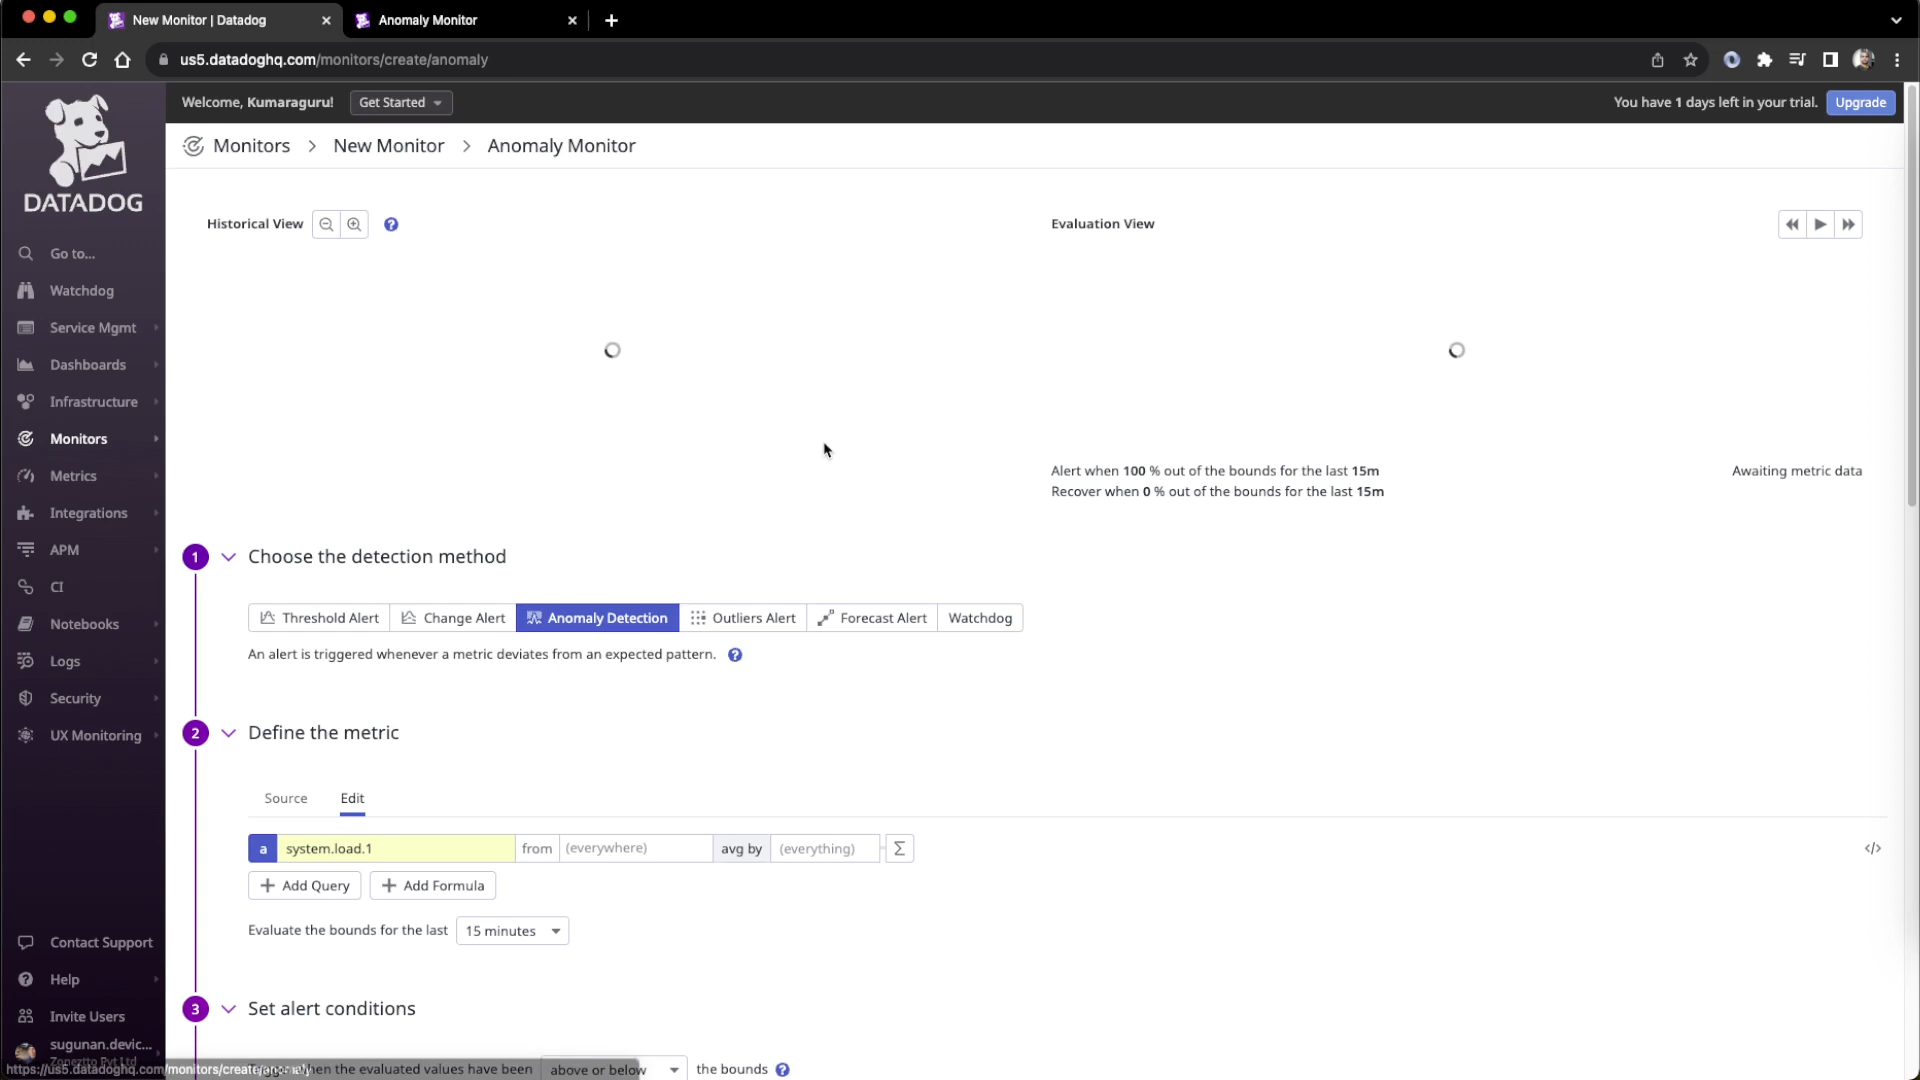 New Monitor | Datadog
Anomaly Monitor
us5.datadoghq.com/monitors/create/anomaly
Welcome, Kumaraguru!
Get Started
You have 1 days left in your trial.
Upgrade
DATADOG
Monitors > New Monitor > Anomaly Monitor
Historical View
Evaluation View
Go to...
Watchdog
Service Mgmt
Dashboards
Infrastructure
Monitors
Metrics
Integrations
APM
CI
Notebooks
Logs
Security
UX Monitoring
Contact Support
Help
Invite Users
sugunan.devic...
Zoneztto Pvt Ltd
https://us5.datadoghq.com/monitors/create/anomaly
Alert when 100 % out of the bounds for the last 15m
Awaiting metric data
Recover when 0 % out of the bounds for the last 15m
1 Choose the detection method
Threshold Alert
Change Alert
Anomaly Detection
Outliers Alert
Forecast Alert
Watchdog
An alert is triggered whenever a metric deviates from an expected pattern.
2 Define the metric
Source
Edit
a system.load.1 from (everywhere) avg by (everything) Σ
</>
+ Add Query
+ Add Formula
Evaluate the bounds for the last 15 minutes
3 Set alert conditions
when the evaluated values have been above or below the bounds